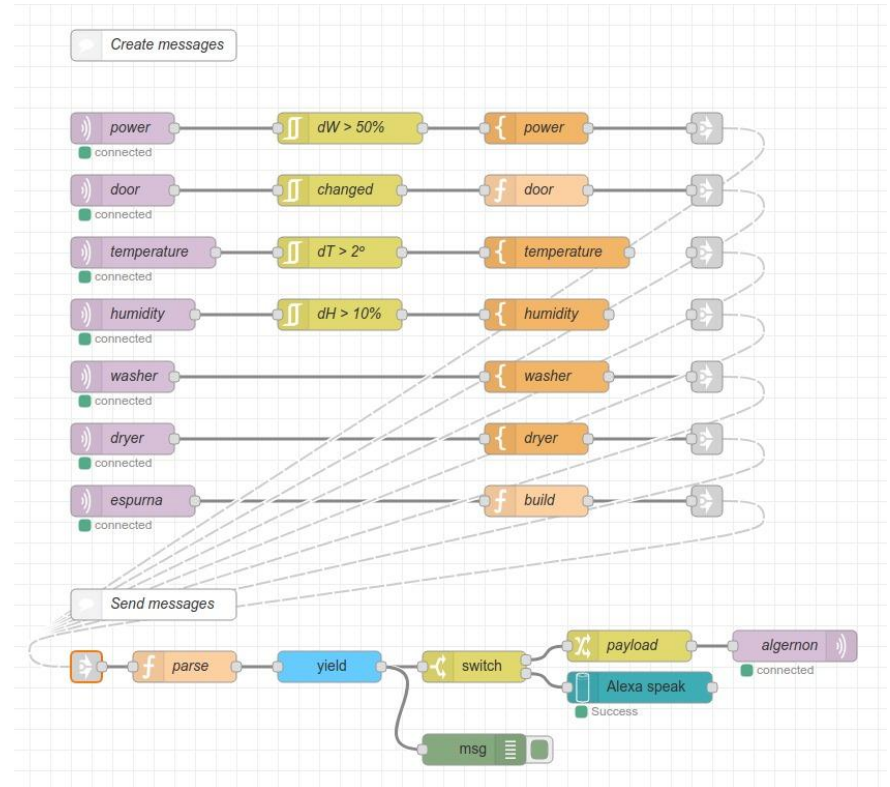 Create messages
power
dW > 50%
power
connected
door
changed
door
connected
temperature
dT > 2º
temperature
connected
humidity
dH > 10%
humidity
connected
washer
washer
connected
dryer
dryer
connected
espurna
build
connected
Send messages
parse
yield
switch
payload
algernon
connected
Alexa speak
Success
msg